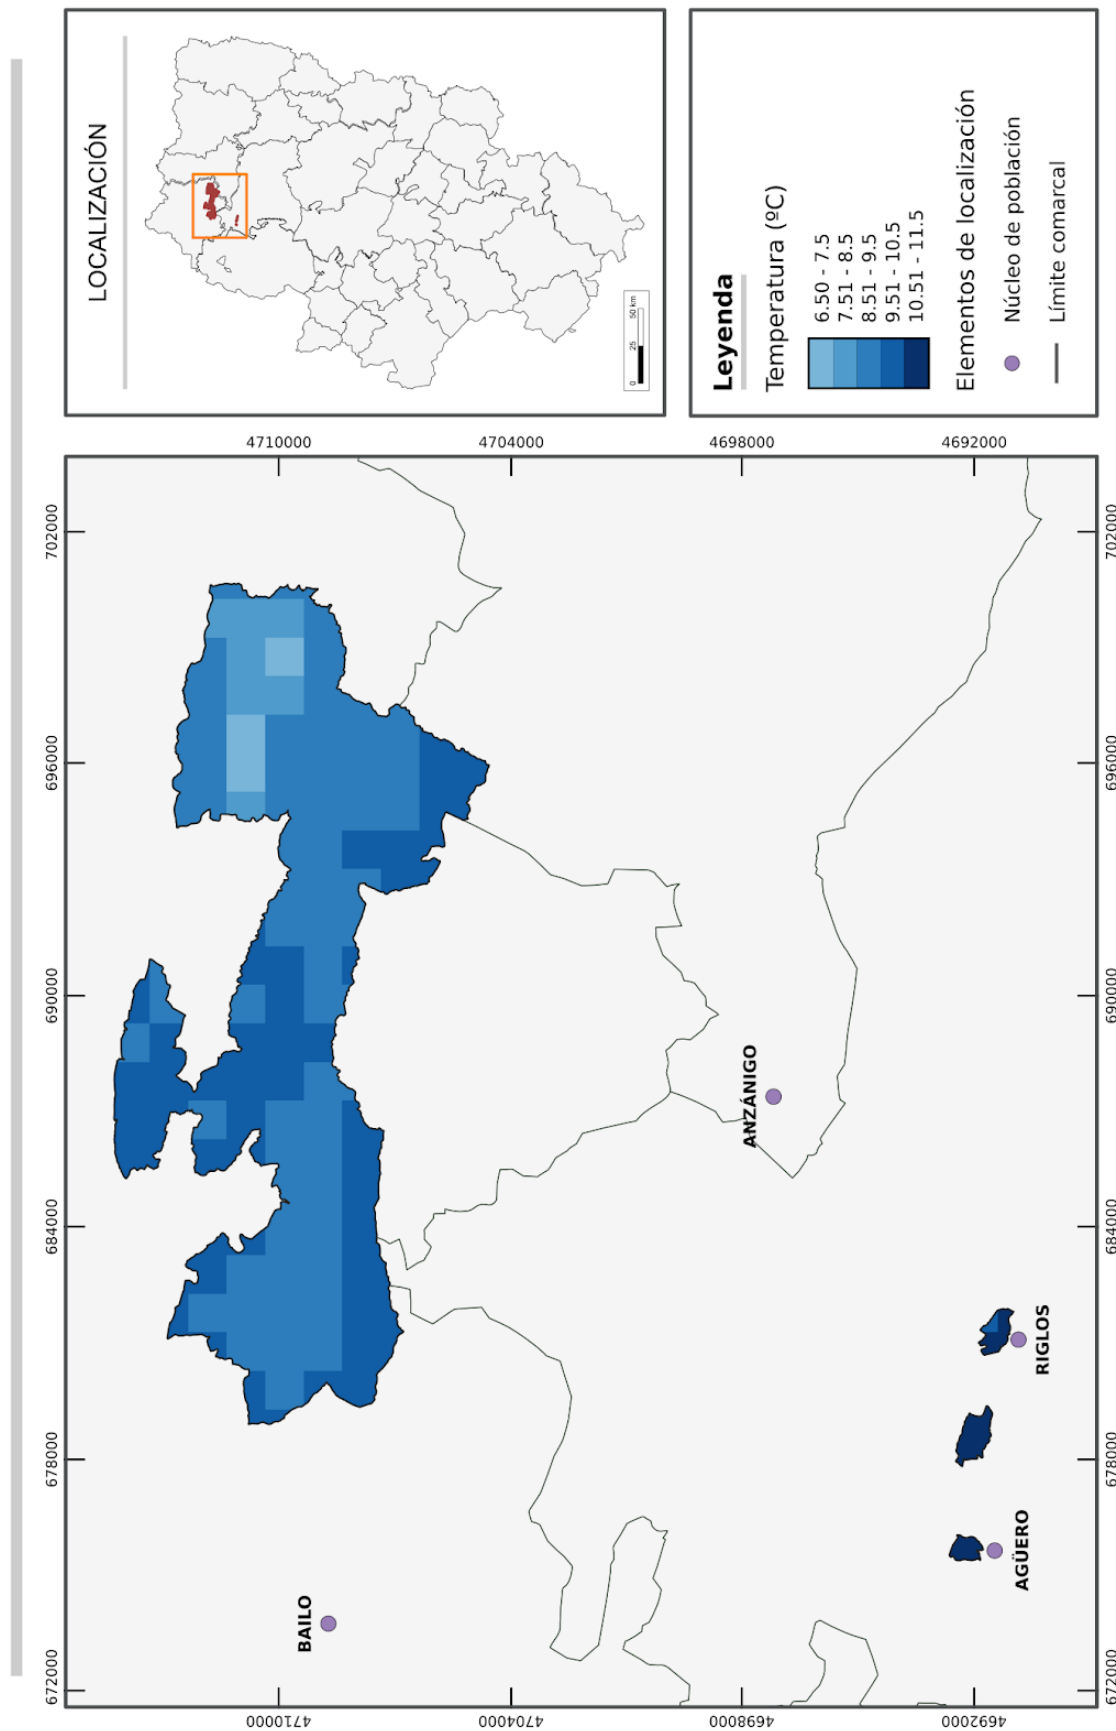 LOCALIZACIÓN
0 25 50 km
Leyenda
Temperatura (ºC)
6.50 - 7.5
7.51 - 8.5
8.51 - 9.5
9.51 - 10.5
10.51 - 11.5
Elementos de localización
Núcleo de población
Límite comarcal
672000 678000 684000 690000 696000 702000
4710000
4704000
4698000
4692000
BAILO
ANZÁNIGO
AGÜERO
RIGLOS
4710000
4704000
4698000
4692000
672000 678000 684000 690000 696000 702000